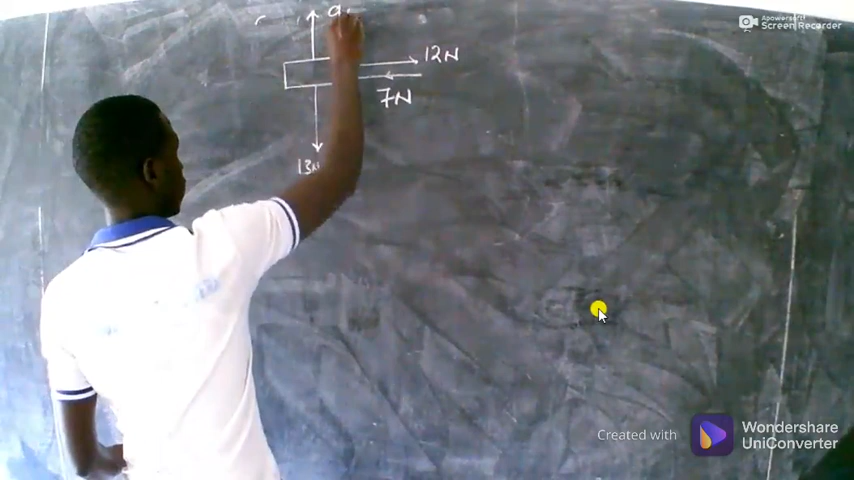 Apowersoft
Screen Recorder
12N
7N
13N
Created with
Wondershare
UniConverter